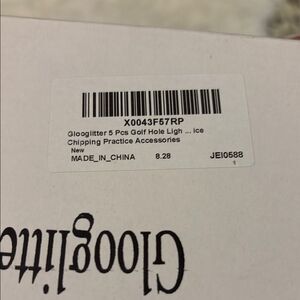 X0043F57RP
Glooglitter 5 Pcs Golf Hole Ligh ... ice
Chipping Practice Accessories
New
MADE_IN_CHINA 8.28 JEI0588
1
Glooglitte